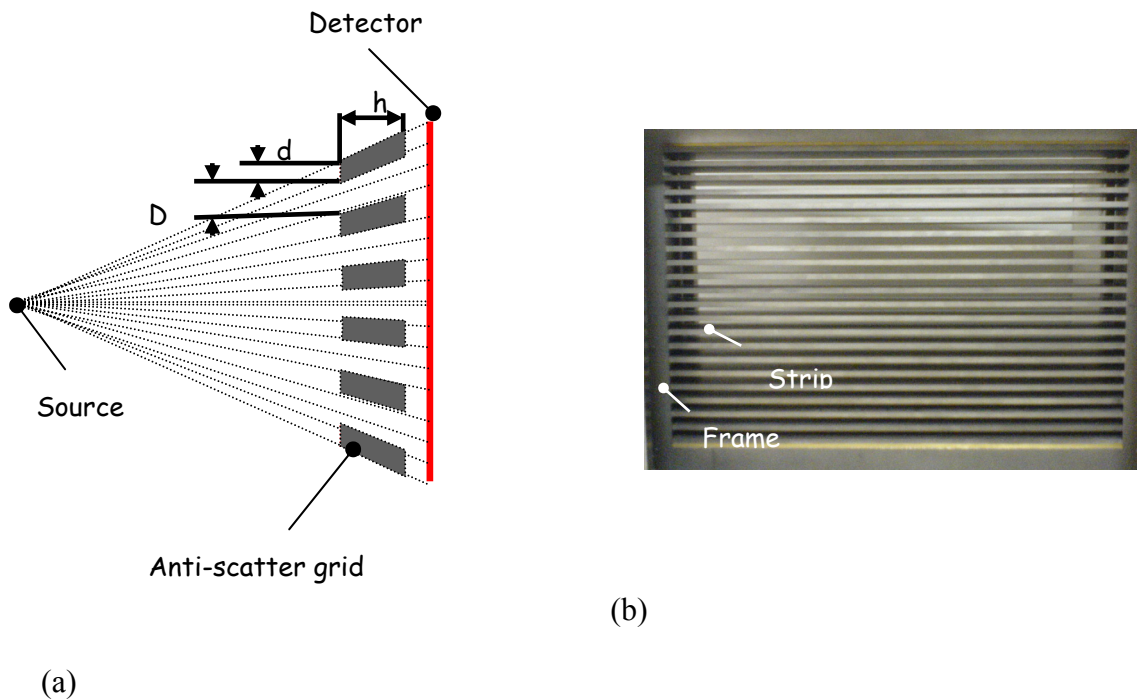 Detector
h
d
D
Source
Anti-scatter grid
(a)
Strip
Frame
(b)